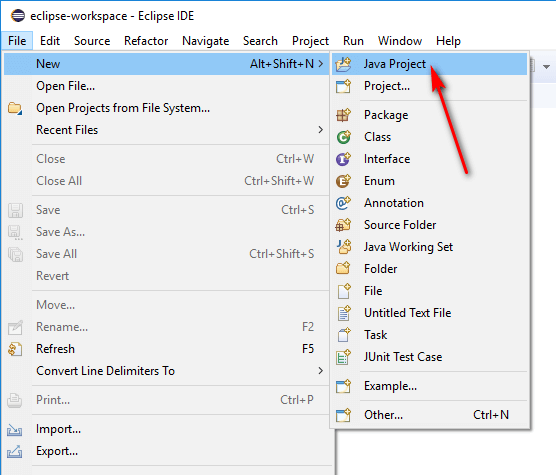 eclipse-workspace - Eclipse IDE
File Edit Source Refactor Navigate Search Project Run Window Help
New Alt+Shift+N
Open File...
Open Projects from File System...
Recent Files
Close Ctrl+W
Close All Ctrl+Shift+W
Save Ctrl+S
Save As...
Save All Ctrl+Shift+S
Revert
Move...
Rename... F2
Refresh F5
Convert Line Delimiters To
Print... Ctrl+P
Import...
Export...
Java Project
Project...
Package
Class
Interface
Enum
Annotation
Source Folder
Java Working Set
Folder
File
Untitled Text File
Task
JUnit Test Case
Example...
Other... Ctrl+N